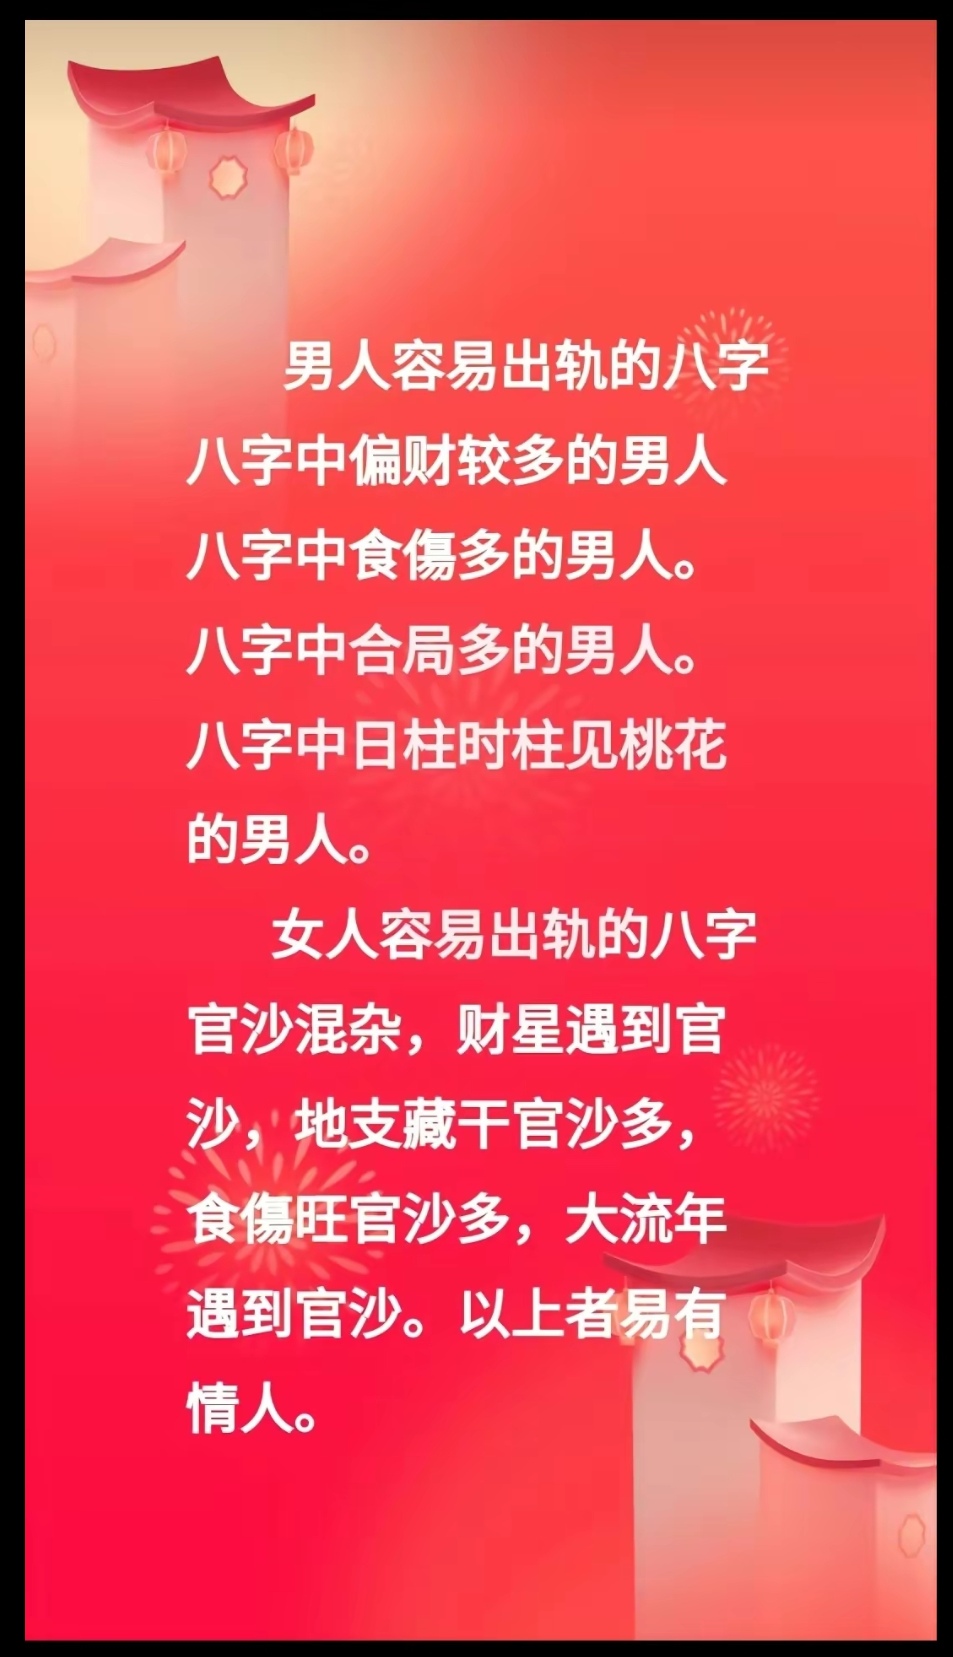 男人容易出轨的八字
八字中偏财较多的男人
八字中食傷多的男人。
八字中合局多的男人。
八字中日柱时柱见桃花
的男人。
女人容易出轨的八字
官沙混杂，财星遇到官
沙，地支藏干官沙多，
食傷旺官沙多，大流年
遇到官沙。以上者易有
情人。